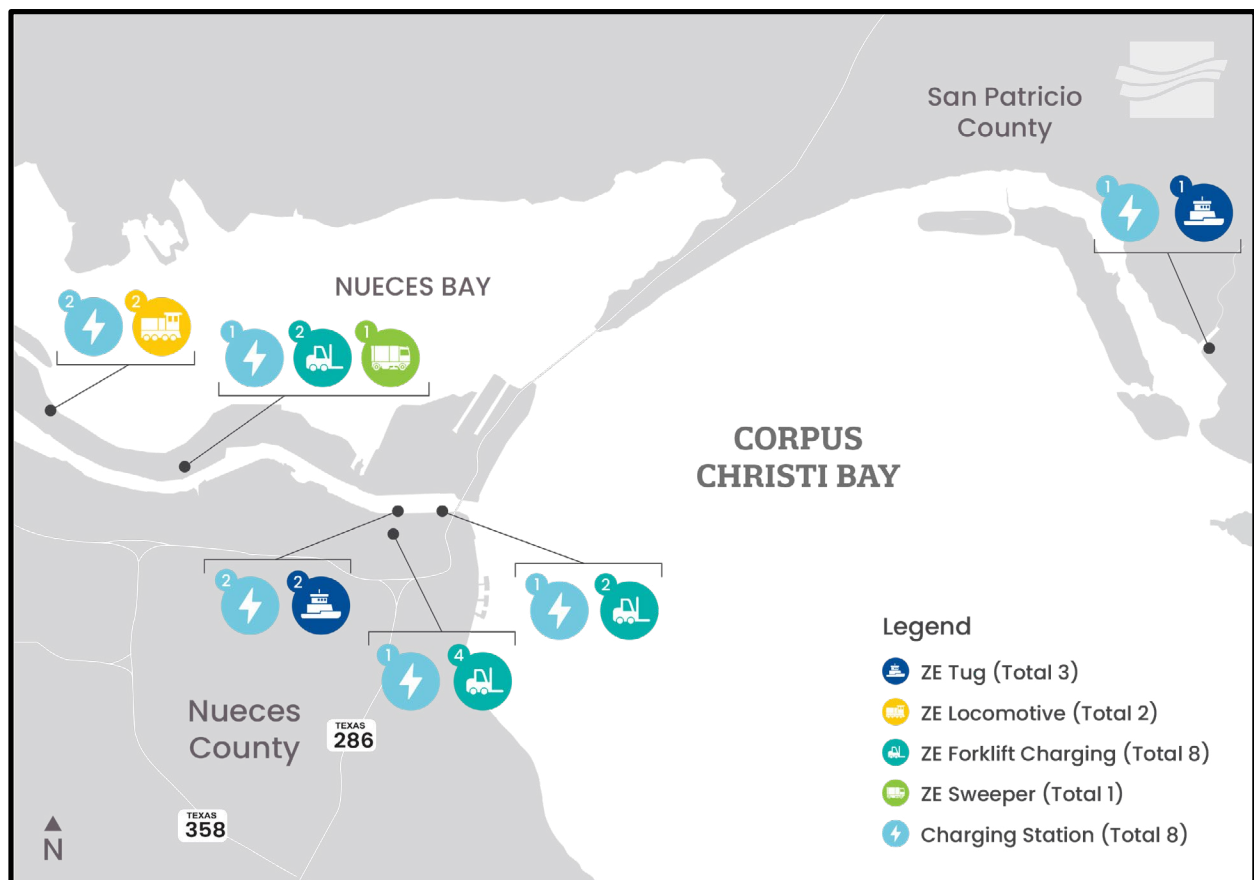 San Patricio
County
1
1
NUECES BAY
2
2
1
2
1
CORPUS
CHRISTI BAY
2
2
1
2
1
4
Nueces
County
TEXAS
286
TEXAS
358
N
Legend
ZE Tug (Total 3)
ZE Locomotive (Total 2)
ZE Forklift Charging (Total 8)
ZE Sweeper (Total 1)
Charging Station (Total 8)